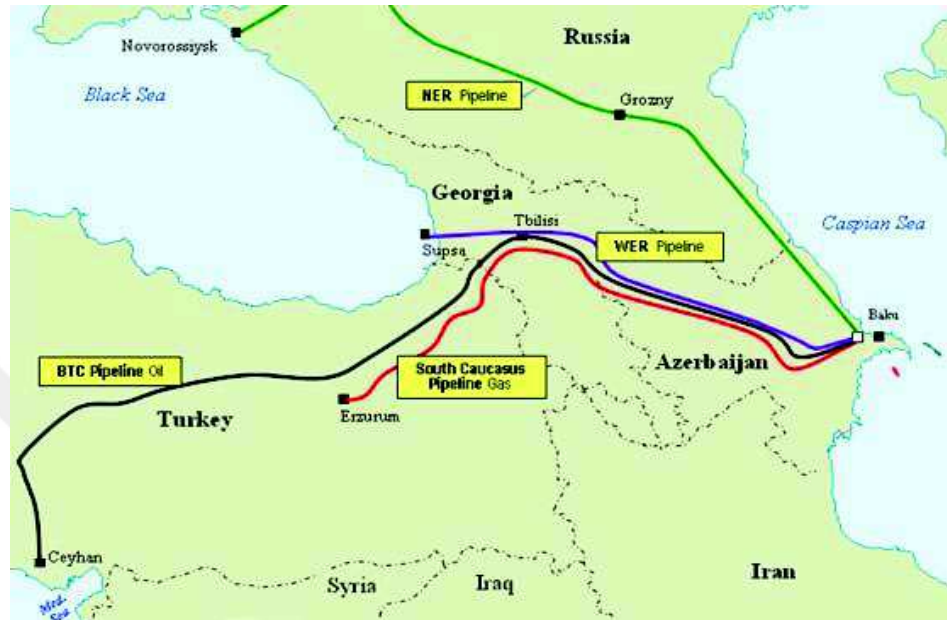 Russia
Novorossiysk
Black Sea
NER Pipeline
Grozny
Georgia
Tbilisi
Caspian Sea
Supsa
WER Pipeline
Baku
Azerbaijan
BTC Pipeline Oil
South Caucasus
Pipeline Gas
Turkey
Erzurum
Ceyhan
Syria
Iraq
Iran
Med.
Sea